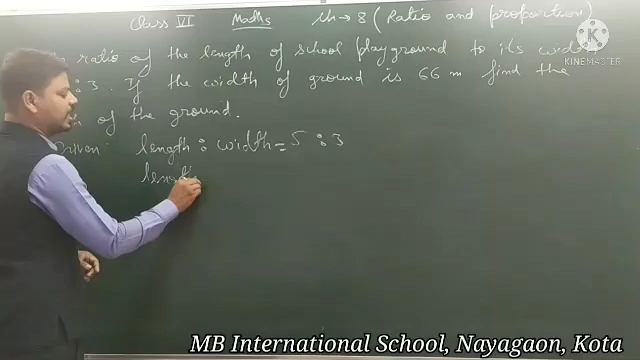 Class VI Maths ch → 8 (Ratio and proportion)
ratio of the length of school playground to its
: 3. If the width of ground is 66 m find the
of the ground.
length : width = 5 : 3
lengt
KINEMASTER
MB International School, Nayagaon, Kota